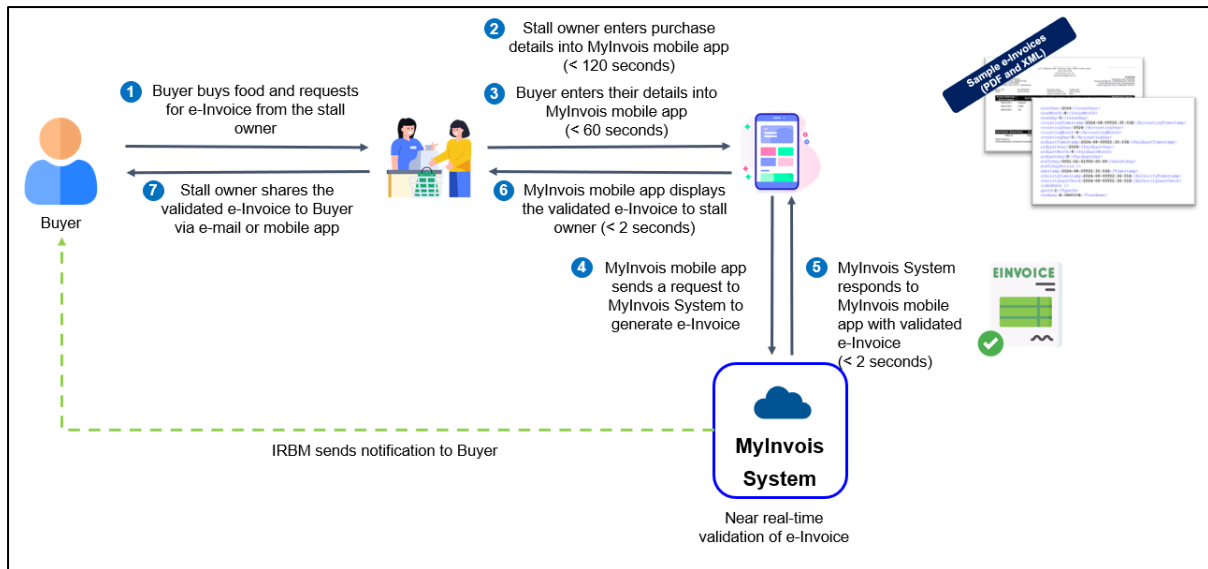 1
Buyer buys food and requests
for e-Invoice from the stall
owner
2
Stall owner enters purchase
details into MyInvois mobile app
(< 120 seconds)
3
Buyer enters their details into
MyInvois mobile app
(< 60 seconds)
Sample e-Invoices
(PDF and XML)
Buyer
7
Stall owner shares the
validated e-Invoice to Buyer
via e-mail or mobile app
6
MyInvois mobile app displays
the validated e-Invoice to stall
owner (< 2 seconds)
4
MyInvois mobile app
sends a request to
MyInvois System to
generate e-Invoice
5
MyInvois System
responds to
MyInvois mobile
app with validated
e-Invoice
(< 2 seconds)
EINVOICE
IRBM sends notification to Buyer
MyInvois
System
Near real-time
validation of e-Invoice